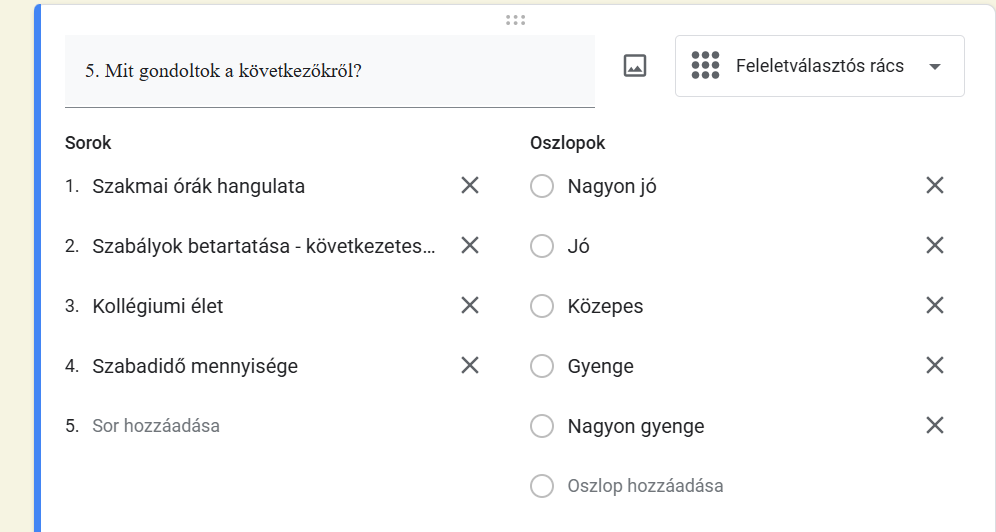 5. Mit gondoltok a következőkről?
Feleletválasztós rács
Sorok
Oszlopok
1. Szakmai órák hangulata
Nagyon jó
2. Szabályok betartatása - következetes...
Jó
3. Kollégiumi élet
Közepes
4. Szabadidő mennyisége
Gyenge
5. Sor hozzáadása
Nagyon gyenge
Oszlop hozzáadása